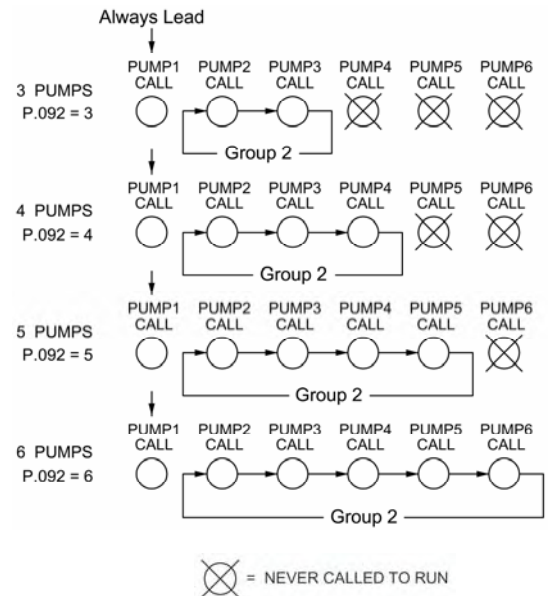 Always Lead
PUMP1 PUMP2 PUMP3 PUMP4 PUMP5 PUMP6
CALL CALL CALL CALL CALL CALL
3 PUMPS
P.092 = 3
Group 2
PUMP1 PUMP2 PUMP3 PUMP4 PUMP5 PUMP6
CALL CALL CALL CALL CALL CALL
4 PUMPS
P.092 = 4
Group 2
PUMP1 PUMP2 PUMP3 PUMP4 PUMP5 PUMP6
CALL CALL CALL CALL CALL CALL
5 PUMPS
P.092 = 5
Group 2
PUMP1 PUMP2 PUMP3 PUMP4 PUMP5 PUMP6
CALL CALL CALL CALL CALL CALL
6 PUMPS
P.092 = 6
Group 2
= NEVER CALLED TO RUN